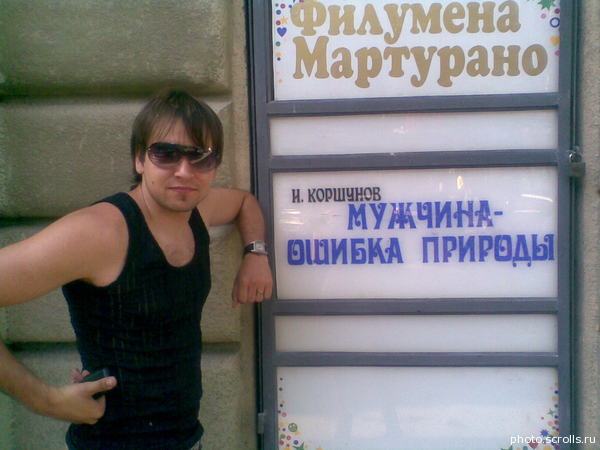 Филумена
Мартурано
И. КОРШУНОВ
МУЖЧИНА-
ОШИБКА ПРИРОДЫ
photo.scrolls.ru